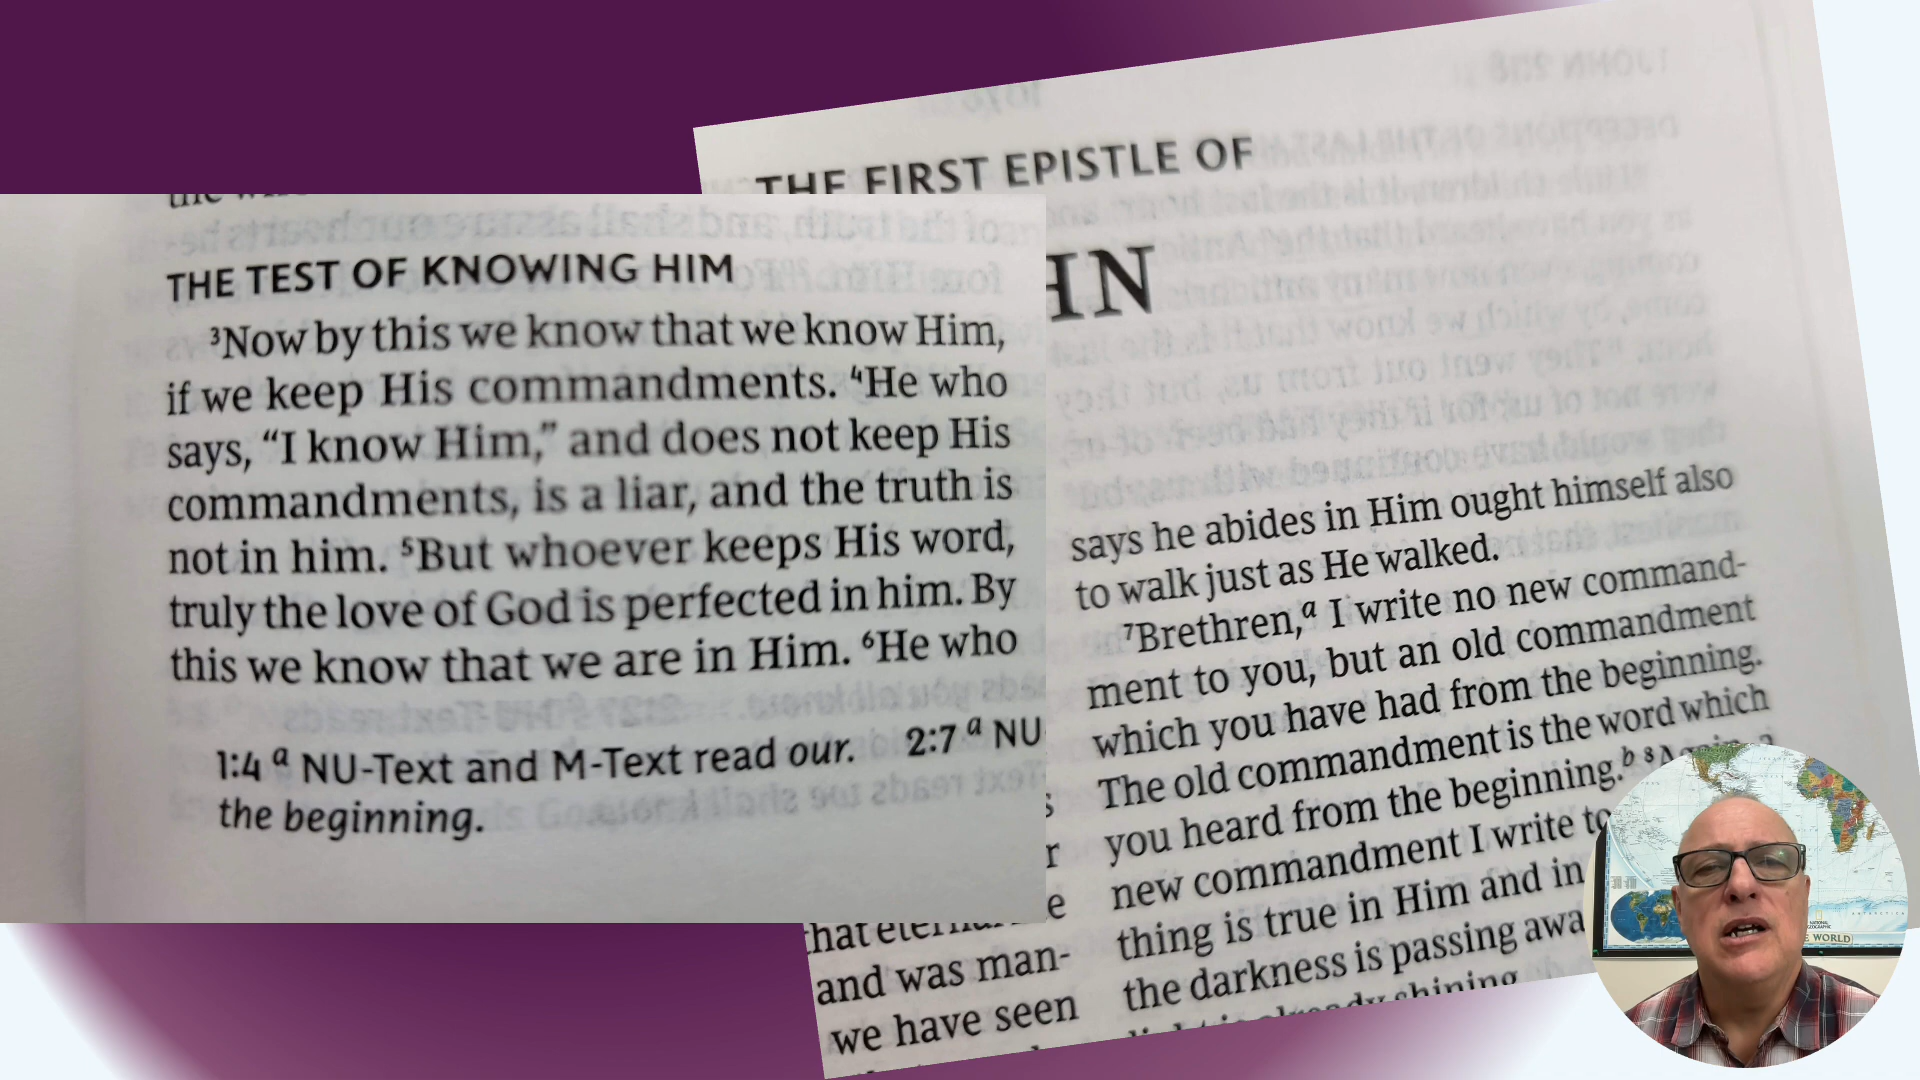 THE FIRST EPISTLE OF
HN
THE TEST OF KNOWING HIM
³Now by this we know that we know Him,
if we keep His commandments. ⁴He who
says, “I know Him,” and does not keep His
commandments, is a liar, and the truth is
not in him. ⁵But whoever keeps His word,
truly the love of God is perfected in him. By
this we know that we are in Him. ⁶He who
1:4 ᵃ NU-Text and M-Text read our. 2:7 ᵃ NU
the beginning.
and was man-
we have seen
says he abides in Him ought himself also
to walk just as He walked.
⁷Brethren,ᵃ I write no new command-
ment to you, but an old commandment
which you have had from the beginning.
The old commandment is the word which
you heard from the beginning.ᵇ ⁸Again, a
new commandment I write to
thing is true in Him and in
the darkness is passing awa
light is already shining.
WORLD